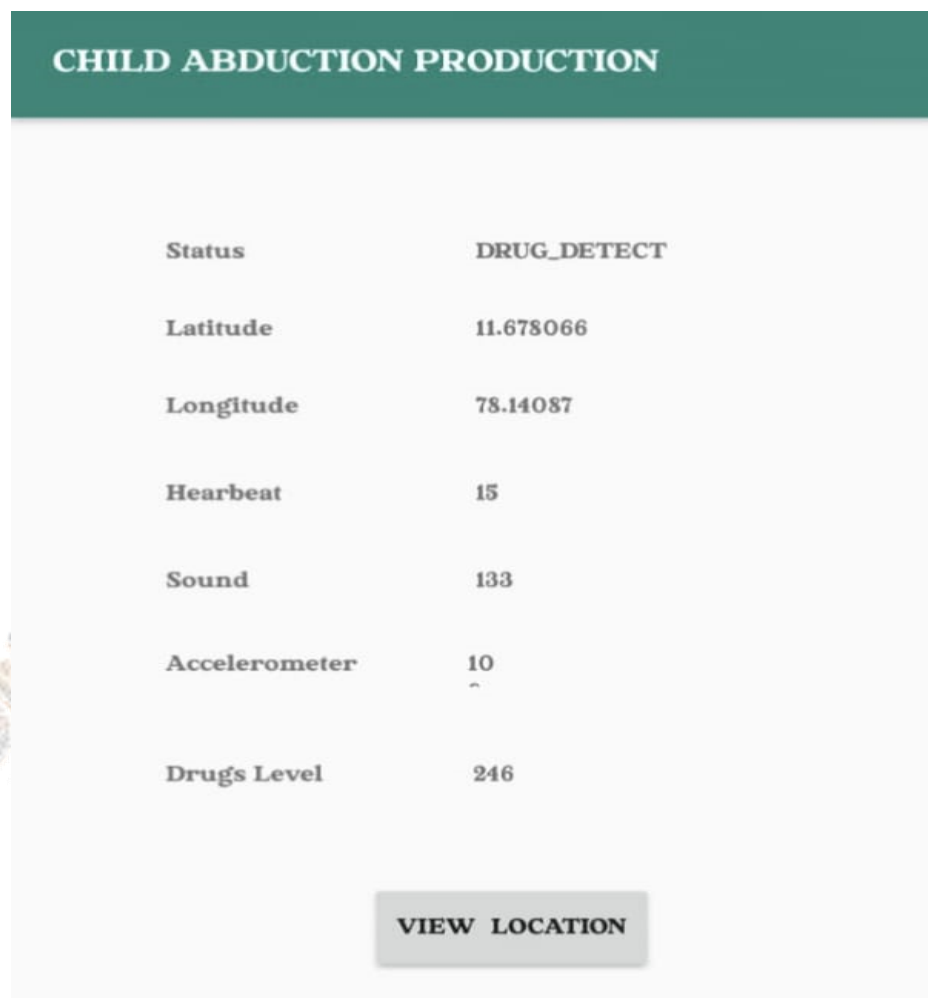 CHILD ABDUCTION PRODUCTION
Status DRUG_DETECT
Latitude 11.678066
Longitude 78.14087
Hearbeat 15
Sound 133
Accelerometer 10
Drugs Level 246
VIEW LOCATION